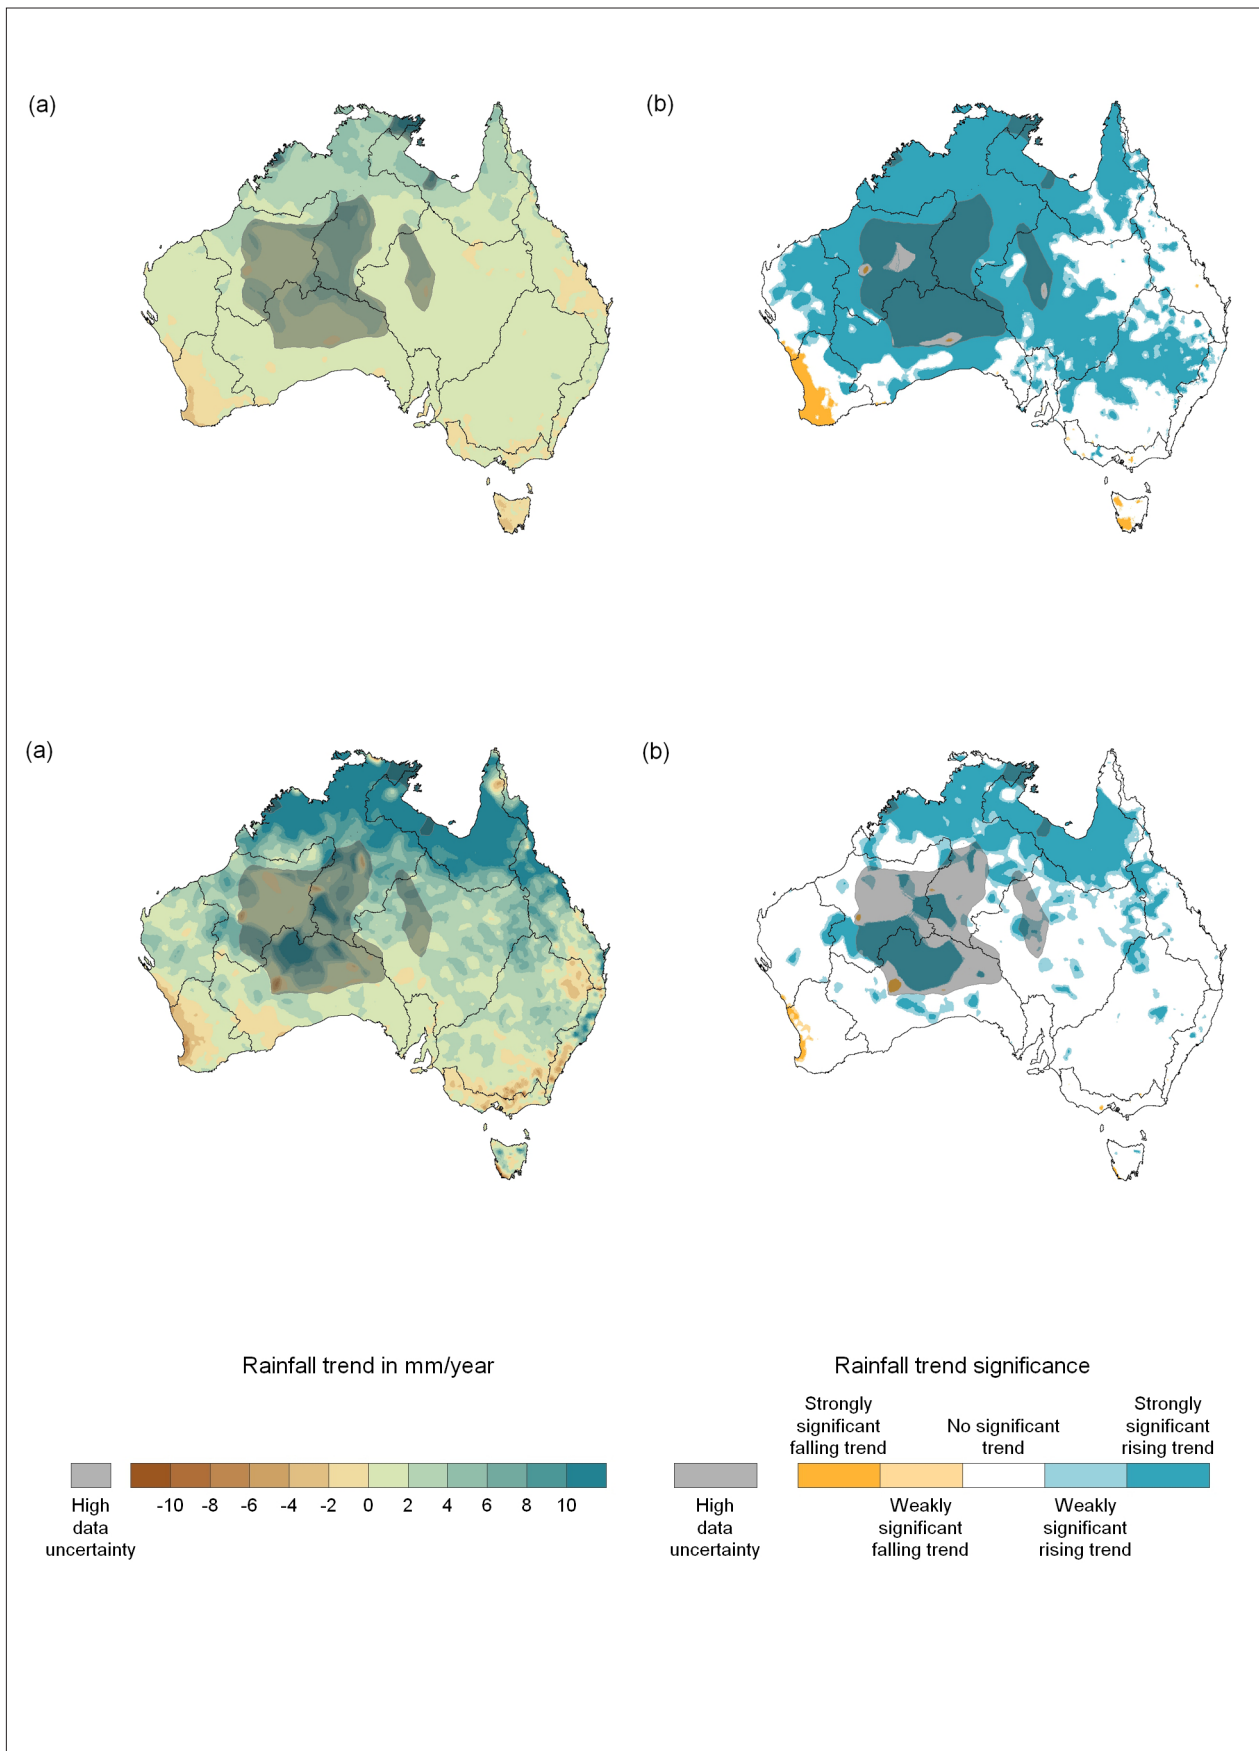 (a)
(b)
(a)
(b)
Rainfall trend in mm/year
High
data
uncertainty
-10 -8 -6 -4 -2 0 2 4 6 8 10
Rainfall trend significance
Strongly
significant
falling trend
No significant
trend
Strongly
significant
rising trend
High
data
uncertainty
Weakly
significant
falling trend
Weakly
significant
rising trend